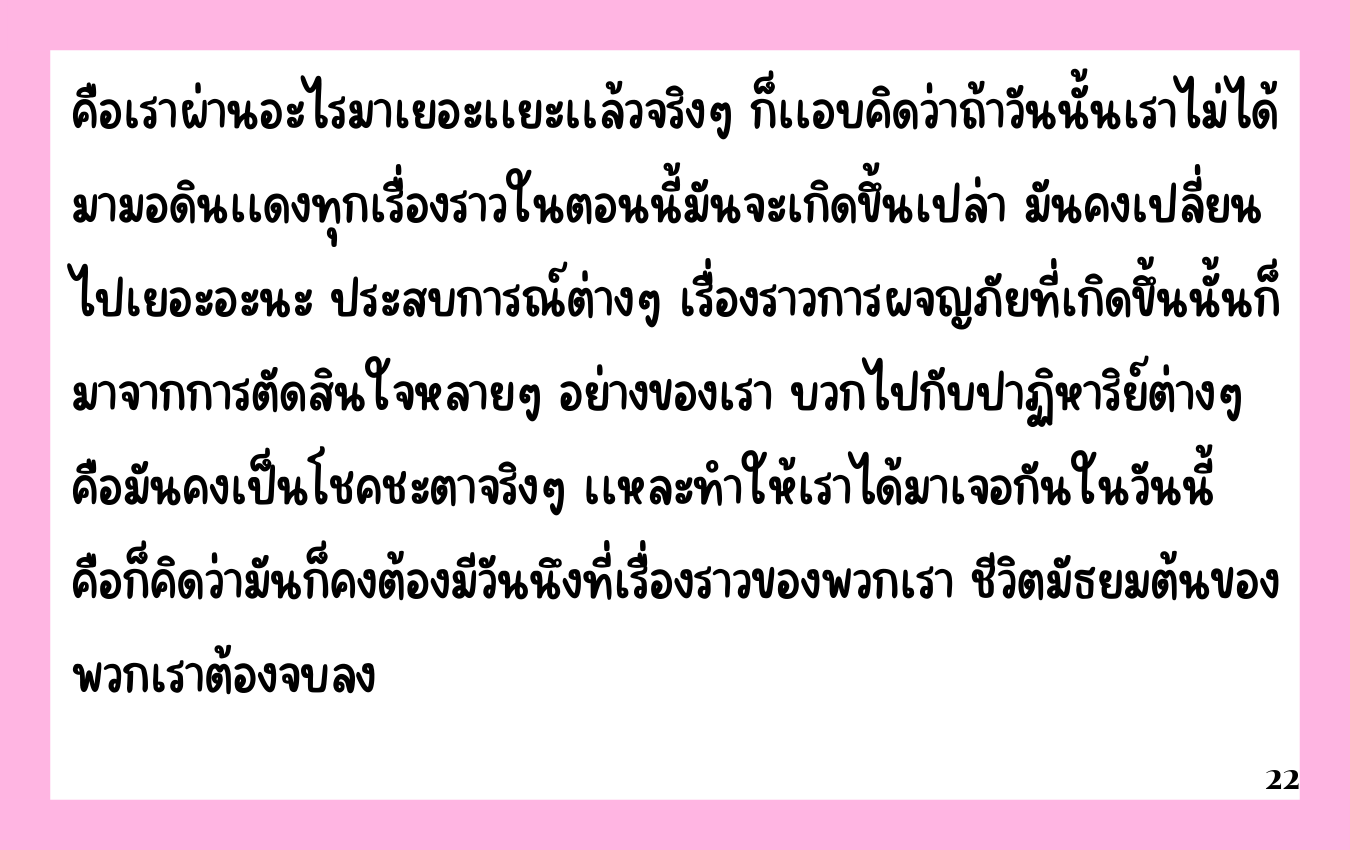 คือเราผ่านอะไรมาเยอะแยะแล้วจริงๆ ก็แอบคิดว่าถ้าวันนั้นเราไม่ได้
มามอดินแดงทุกเรื่องราวในตอนนี้มันจะเกิดขึ้นเปล่า มันคงเปลี่ยน
ไปเยอะอะนะ ประสบการณ์ต่างๆ เรื่องราวการผจญภัยที่เกิดขึ้นนั้นก็
มาจากการตัดสินใจหลายๆ อย่างของเรา บวกไปกับปาฏิหาริย์ต่างๆ
คือมันคงเป็นโชคชะตาจริงๆ แหละทำให้เราได้มาเจอกันในวันนี้
คือก็คิดว่ามันก็คงต้องมีวันนึงที่เรื่องราวของพวกเรา ชีวิตมัธยมต้นของ
พวกเราต้องจบลง
22